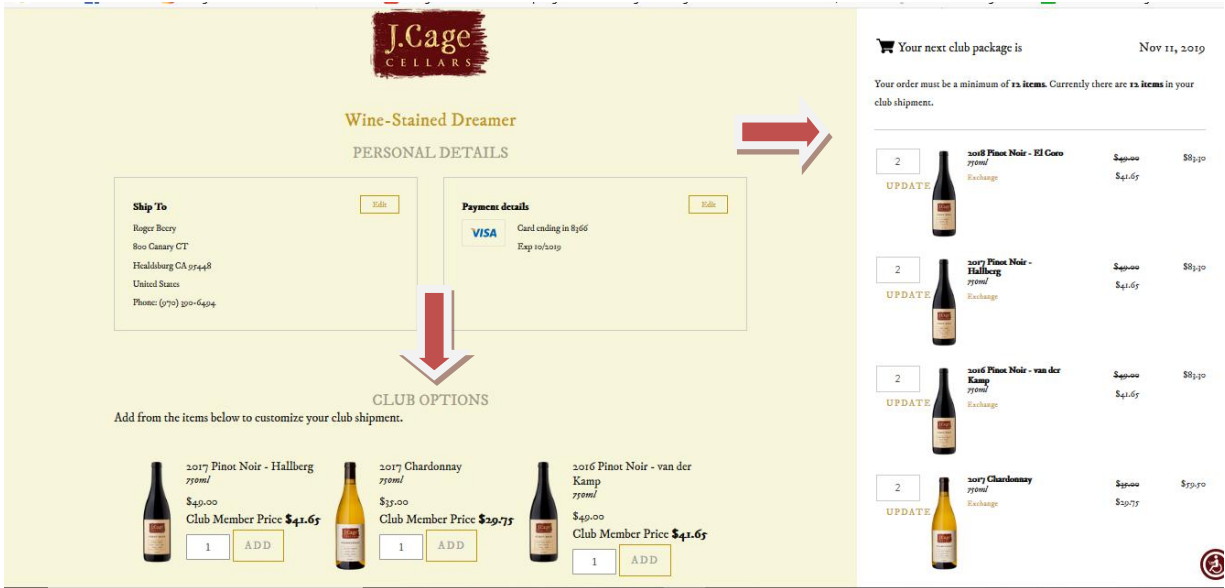 J.Cage
CELLARS
Wine-Stained Dreamer
PERSONAL DETAILS
Ship To
Edit
Roger Beery
800 Canary CT
Healdsburg CA 95448
United States
Phone: (970) 390-6494
Payment details
Edit
VISA
Card ending in 8366
Exp 10/2019
CLUB OPTIONS
Add from the items below to customize your club shipment.
2017 Pinot Noir - Hallberg
750ml
$49.00
Club Member Price $41.65
1
ADD
2017 Chardonnay
750ml
$35.00
Club Member Price $29.75
1
ADD
2016 Pinot Noir - van der
Kamp
750ml
$49.00
Club Member Price $41.65
1
ADD
Your next club package is
Nov 11, 2019
Your order must be a minimum of 12 items. Currently there are 12 items in your
club shipment.
2
UPDATE
2018 Pinot Noir - El Coro
750ml
Exchange
$49.00
$41.65
$83.30
2
UPDATE
2017 Pinot Noir -
Hallberg
750ml
Exchange
$49.00
$41.65
$83.30
2
UPDATE
2016 Pinot Noir - van der
Kamp
750ml
Exchange
$49.00
$41.65
$83.30
2
UPDATE
2017 Chardonnay
750ml
Exchange
$35.00
$29.75
$59.50